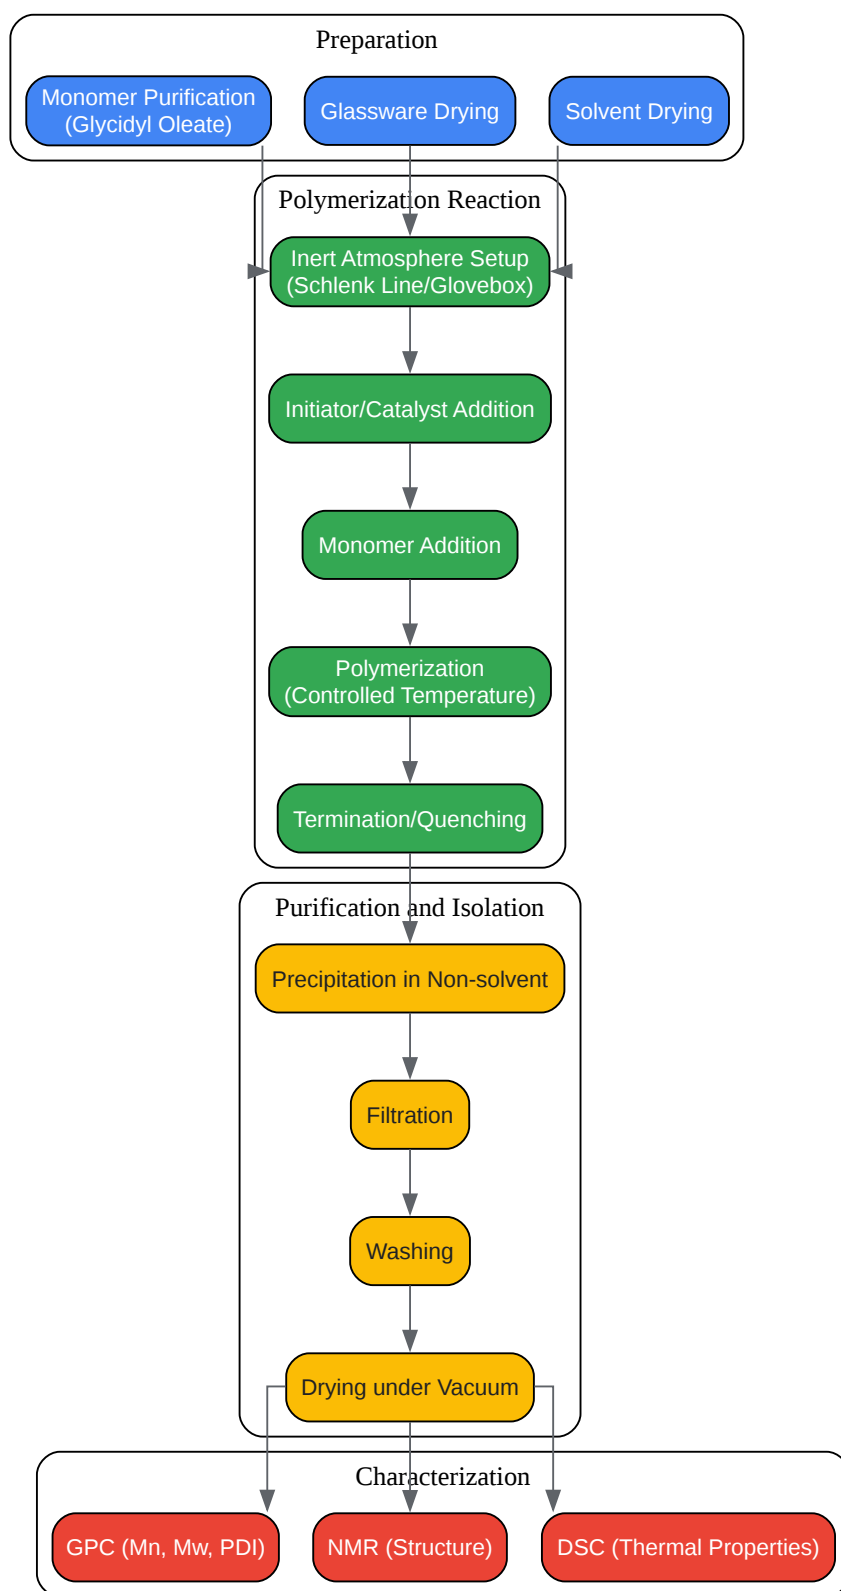 Preparation
Monomer Purification
(Glycidyl Oleate)
Glassware Drying
Solvent Drying
Polymerization Reaction
Inert Atmosphere Setup
(Schlenk Line/Glovebox)
Initiator/Catalyst Addition
Monomer Addition
Polymerization
(Controlled Temperature)
Termination/Quenching
Purification and Isolation
Precipitation in Non-solvent
Filtration
Washing
Drying under Vacuum
Characterization
GPC (Mn, Mw, PDI)
NMR (Structure)
DSC (Thermal Properties)